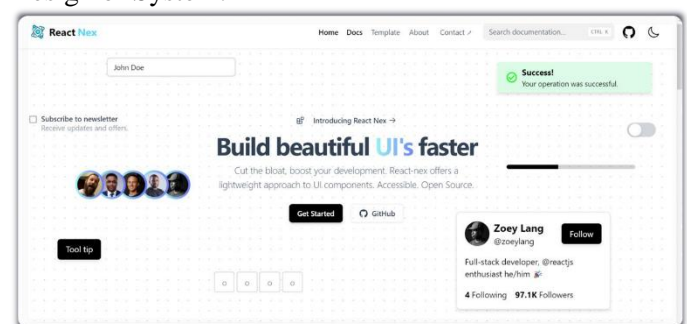 React Nex
Home Docs Template About Contact ↗ Search documentation... CTRL K
John Doe
Success!
Your operation was successful.
Subscribe to newsletter
Receive updates and offers.
Introducing React Nex →
Build beautiful UI's faster
Cut the bloat, boost your development. React-nex offers a
lightweight approach to UI components. Accessible. Open Source.
Get Started GitHub
Tool tip
Zoey Lang
@zoeylang
Follow
Full-stack developer, @reactjs
enthusiast he/him 🎉
4 Following 97.1K Followers